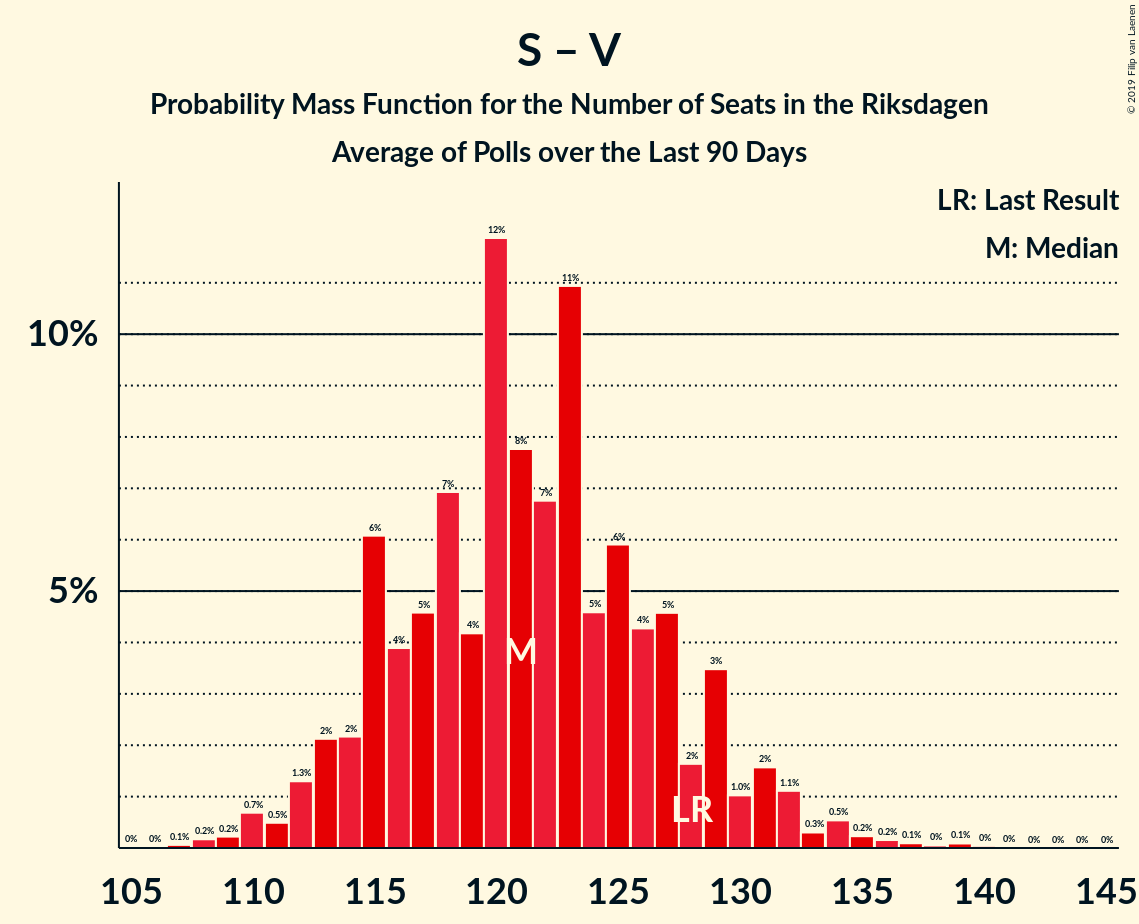 S – V
Probability Mass Function for the Number of Seats in the Riksdagen
Average of Polls over the Last 90 Days
© 2019 Filip van Laenen
LR: Last Result
M: Median
10%
5%
0% 0% 0.1% 0.2% 0.2% 0.7% 0.5% 1.3% 2% 2% 6% 4% 5% 7% 4% 12% 8% 7% 11% 5% 6% 4% 5% 2% 3% 1.0% 2% 1.1% 0.3% 0.5% 0.2% 0.2% 0.1% 0% 0.1% 0% 0% 0% 0% 0% 0%
M
LR
105 110 115 120 125 130 135 140 145